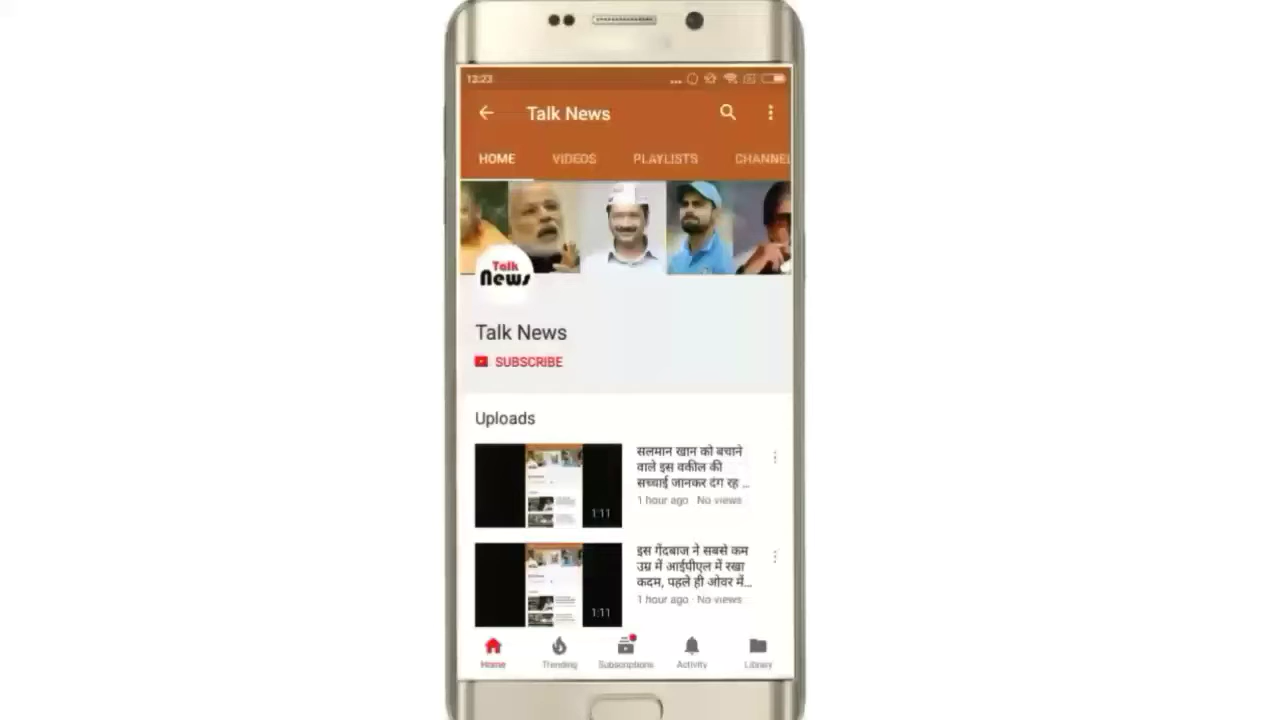 13:23
Talk News
HOME VIDEOS PLAYLISTS CHANNEL
Talk
News
Talk News
SUBSCRIBE
Uploads
सलमान खान को बचाने
वाले इस वकील की
सच्चाई जानकर दंग रह ...
1 hour ago · No views
1:11
इस गेंदबाज ने सबसे कम
उम्र में आईपीएल में रखा
कदम, पहले ही ओवर में...
1 hour ago · No views
1:11
Home Trending Subscriptions Activity Library